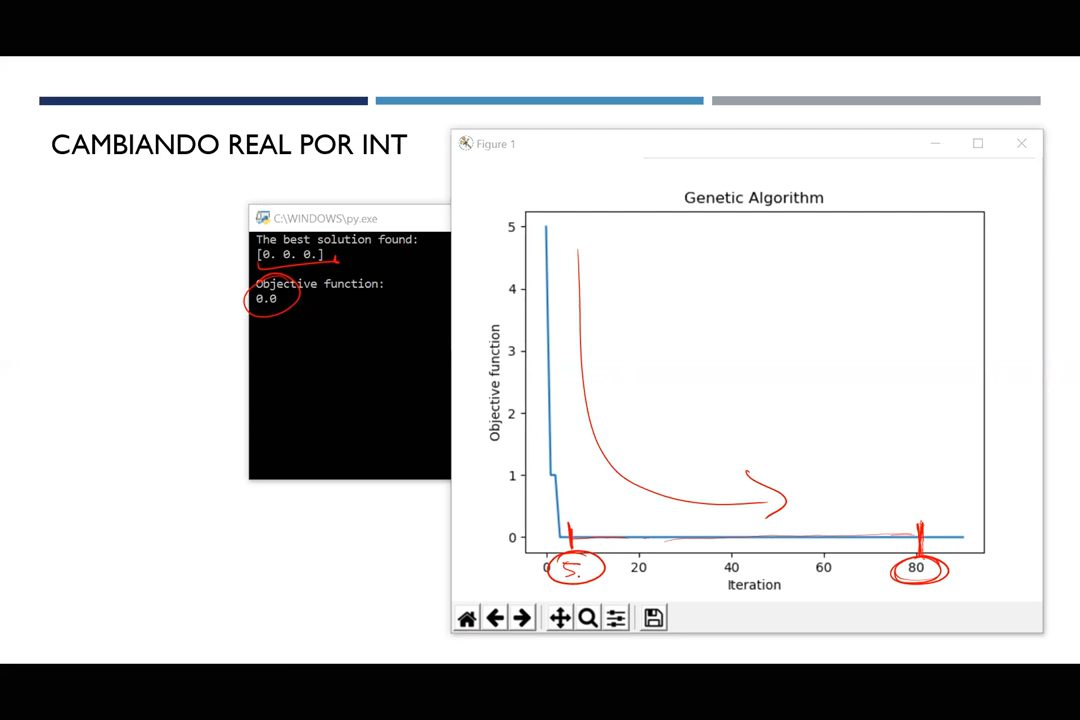 CAMBIANDO REAL POR INT
C:\WINDOWS\py.exe
The best solution found:
[0. 0. 0.]
Objective function:
0.0
Figure 1
Genetic Algorithm
Objective function
5
4
3
2
1
0
0 20 40 60 80
5.
Iteration